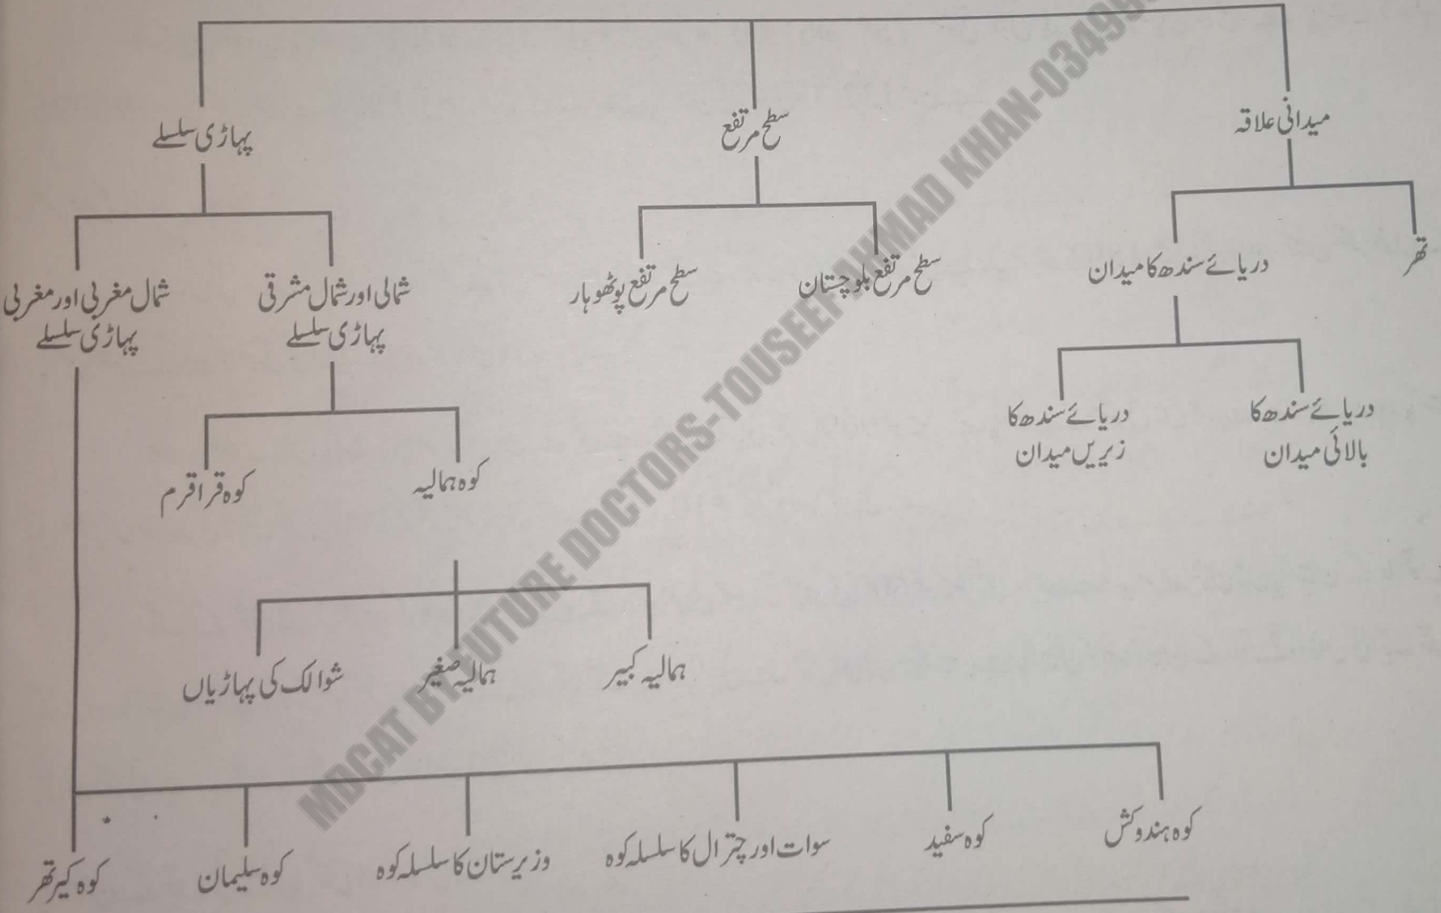 میدانی علاقہ
سطح مرتفع
پہاڑی سلسلے
تھر
دریائے سندھ کا میدان
سطح مرتفع بلوچستان
سطح مرتفع پوٹھوہار
شمالی اور شمال مشرقی
پہاڑی سلسلے
شمال مغربی اور مغربی
پہاڑی سلسلے
دریائے سندھ کا
بالائی میدان
دریائے سندھ کا
زیریں میدان
کوہ ہمالیہ
کوہ قراقرم
ہمالیہ کبیر
ہمالیہ صغیر
شوالک کی پہاڑیاں
کوہ ہندوکش
کوہ سفید
سوات اور چترال کا سلسلہ کوہ
وزیرستان کا سلسلہ کوہ
کوہ سلیمان
کوہ کیرتھر
MDCAT BY FUTURE DOCTORS-TOUSEEF AHMAD KHAN-03499